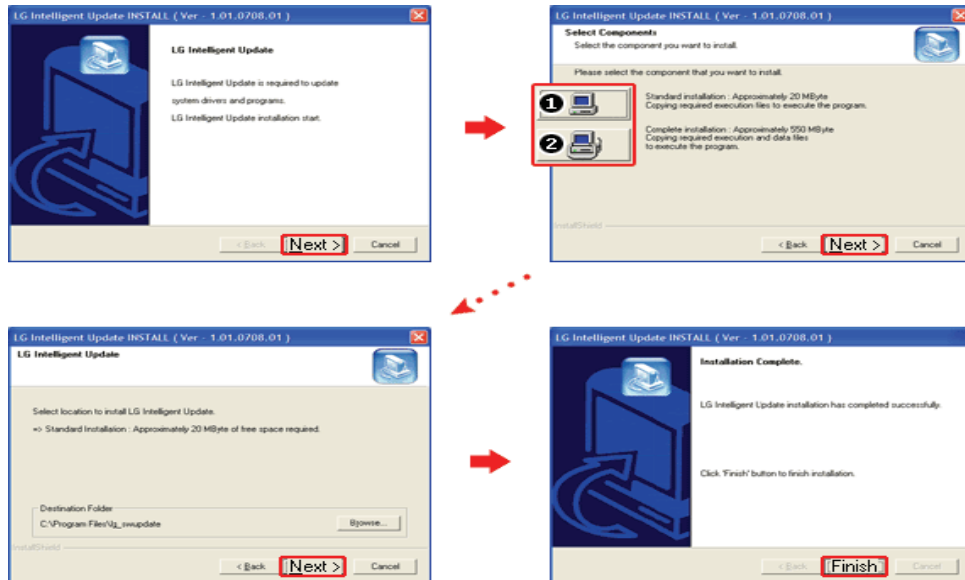 LG Intelligent Update INSTALL ( Ver - 1.01.0708.01 )
LG Intelligent Update
LG Intelligent Update is required to update
system drivers and programs.
LG Intelligent Update installation start.
< Back
Next >
Cancel
LG Intelligent Update INSTALL ( Ver - 1.01.0708.01 )
Select Components
Select the component you want to install.
Please select the component that you want to install.
1
Standard installation : Approximately 20 MByte
Copying required execution files to execute the program.
2
Complete installation : Approximately 550 MByte
Copying required execution and data files
to execute the program.
InstallShield
< Back
Next >
Cancel
LG Intelligent Update INSTALL ( Ver - 1.01.0708.01 )
LG Intelligent Update
Select location to install LG Intelligent Update.
=> Standard Installation : Approximately 20 MByte of free space required.
Destination Folder
C:\Program Files\lg_swupdate
Browse...
InstallShield
< Back
Next >
Cancel
LG Intelligent Update INSTALL ( Ver - 1.01.0708.01 )
Installation Complete.
LG Intelligent Update installation has completed successfully.
Click 'Finish' button to finish installation.
< Back
Finish
Cancel